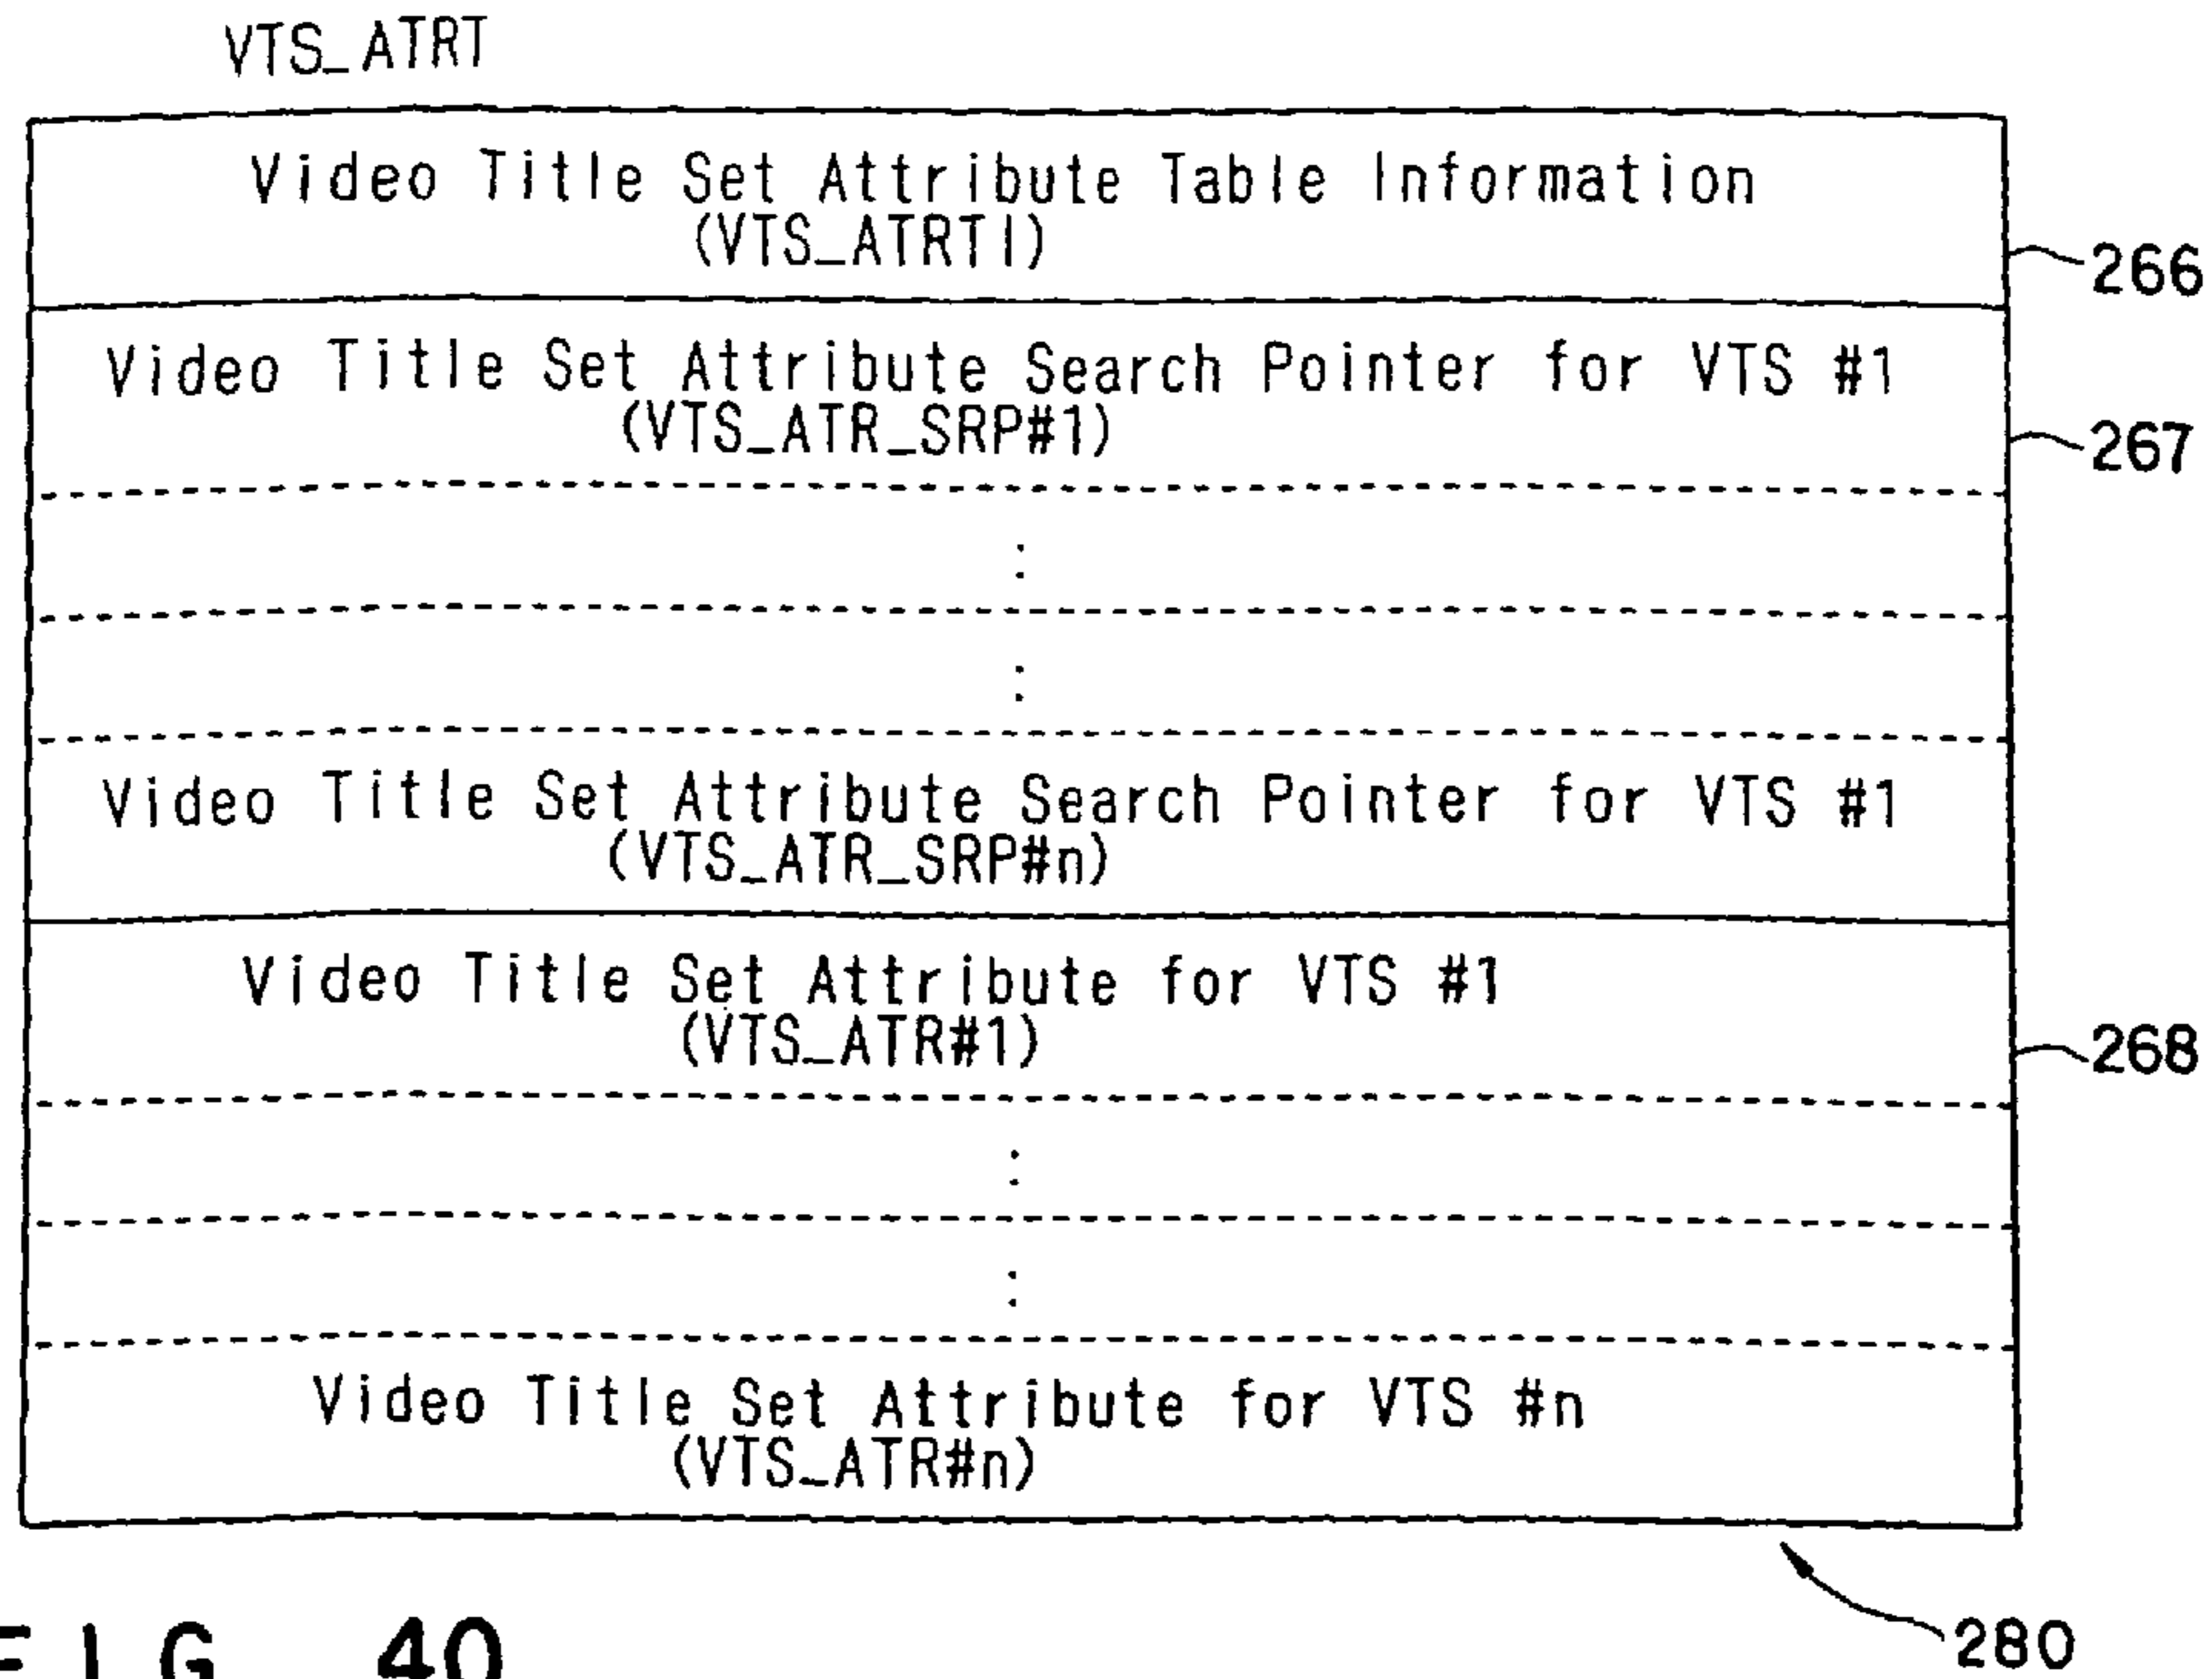 VTS_ATRT
Video Title Set Attribute Table Information
(VTS_ATRTI)
266
Video Title Set Attribute Search Pointer for VTS #1
(VTS_ATR_SRP#1)
267
:
:
Video Title Set Attribute Search Pointer for VTS #1
(VTS_ATR_SRP#n)
Video Title Set Attribute for VTS #1
(VTS_ATR#1)
268
:
:
Video Title Set Attribute for VTS #n
(VTS_ATR#n)
280
FIG 40